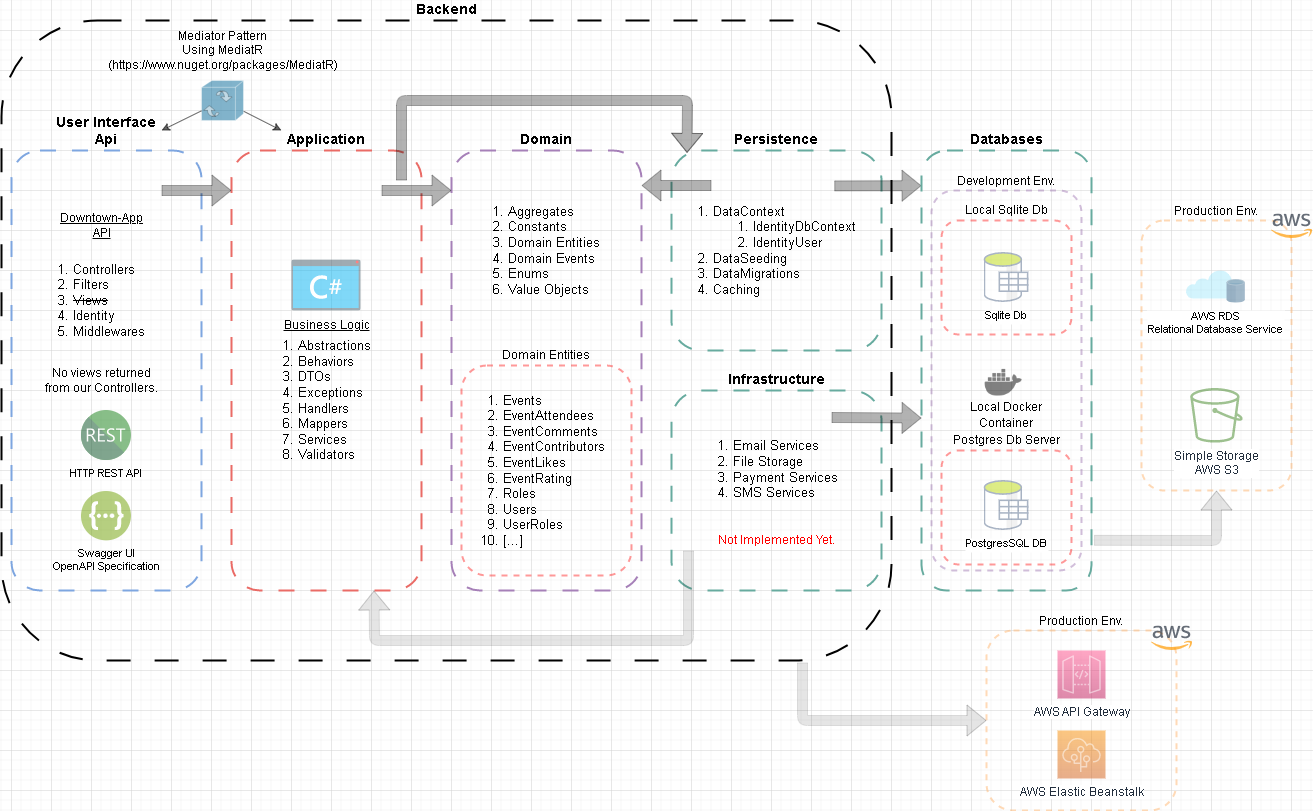 Backend
Mediator Pattern
Using MediatR
(https://www.nuget.org/packages/MediatR)
User Interface
Api
Downtown-App
API
1. Controllers
2. Filters
3. Views
4. Identity
5. Middlewares
No views returned
from our Controllers.
REST
HTTP REST API
{...}
Swagger UI
OpenAPI Specification
Application
C#
Business Logic
1. Abstractions
2. Behaviors
3. DTOs
4. Exceptions
5. Handlers
6. Mappers
7. Services
8. Validators
Domain
1. Aggregates
2. Constants
3. Domain Entities
4. Domain Events
5. Enums
6. Value Objects
Domain Entities
1. Events
2. EventAttendees
3. EventComments
4. EventContributors
5. EventLikes
6. EventRating
7. Roles
8. Users
9. UserRoles
10. [...]
Persistence
1. DataContext
1. IdentityDbContext
2. IdentityUser
2. DataSeeding
3. DataMigrations
4. Caching
Infrastructure
1. Email Services
2. File Storage
3. Payment Services
4. SMS Services
Not Implemented Yet.
Databases
Development Env.
Local Sqlite Db
Sqlite Db
Local Docker
Container
Postgres Db Server
PostgresSQL DB
Production Env.
aws
AWS RDS
Relational Database Service
Simple Storage
AWS S3
Production Env.
aws
</>
AWS API Gateway
AWS Elastic Beanstalk